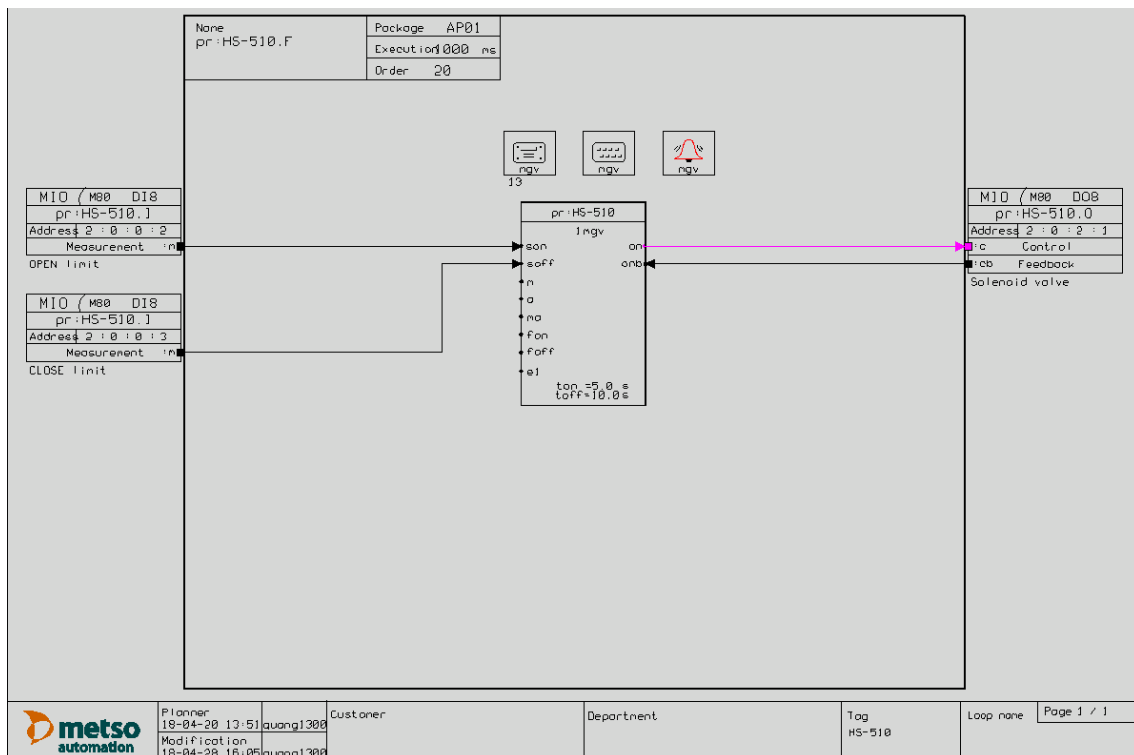 Name
pr:HS-510.F
Package AP01
Execution 1000 ms
Order 20
mgv
mgv
mgv
13
MIO / M80 DI8
pr:HS-510.I
Address 2 : 0 : 0 : 2
Measurement :m
OPEN limit
MIO / M80 DI8
pr:HS-510.I
Address 2 : 0 : 0 : 3
Measurement :m
CLOSE limit
pr:HS-510
1mgv
son on
soff onb
m
a
ma
fon
foff
e1
ton =5.0 s
toff=10.0s
MIO / M80 DO8
pr:HS-510.O
Address 2 : 0 : 2 : 1
:c Control
:cb Feedback
Solenoid valve
metso
automation
Planner
18-04-20 13:51 quang1300
Modification
18-04-28 16:05 quang1300
Customer
Department
Tag
HS-510
Loop name
Page 1 / 1